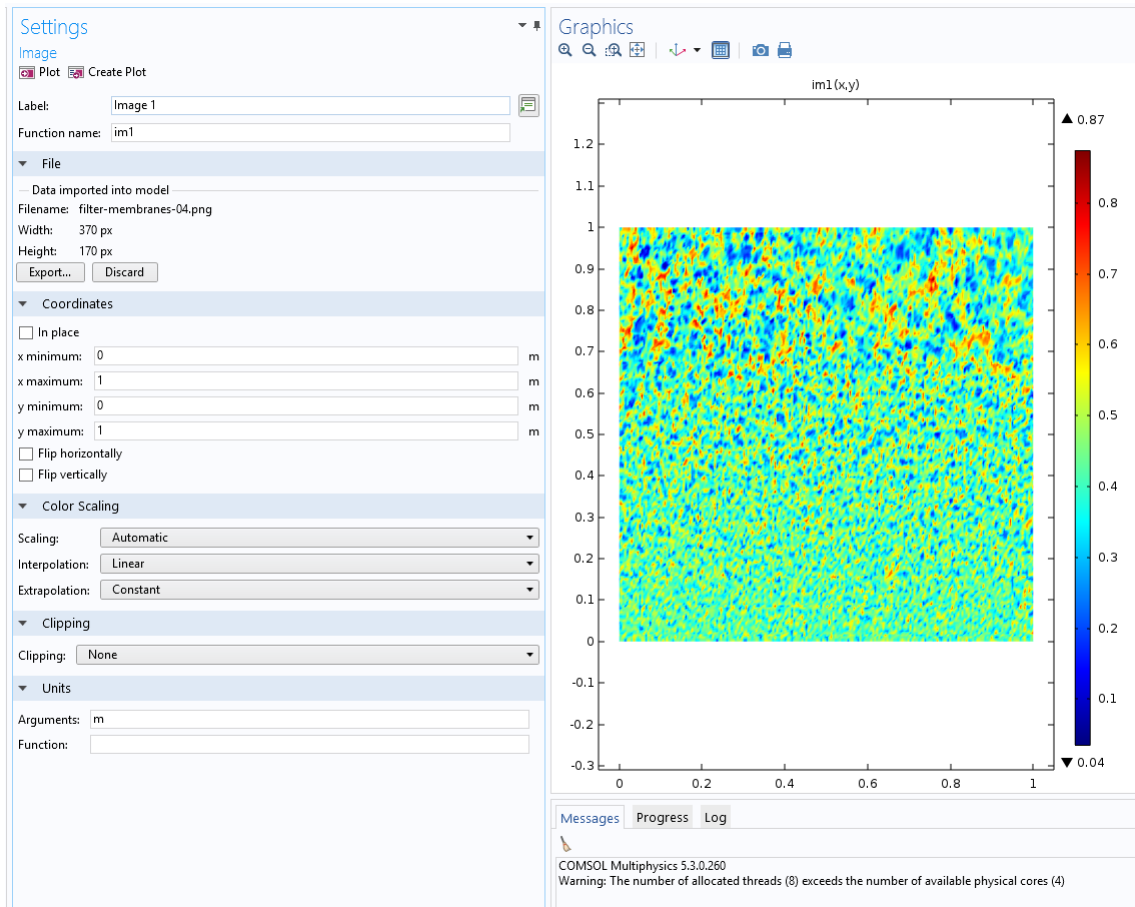 Settings
Image
Plot Create Plot
Label: Image 1
Function name: im1
File
Data imported into model
Filename: filter-membranes-04.png
Width: 370 px
Height: 170 px
Export... Discard
Coordinates
In place
x minimum: 0 m
x maximum: 1 m
y minimum: 0 m
y maximum: 1 m
Flip horizontally
Flip vertically
Color Scaling
Scaling: Automatic
Interpolation: Linear
Extrapolation: Constant
Clipping
Clipping: None
Units
Arguments: m
Function:
Graphics
im1(x,y)
1.2
1.1
1
0.9
0.8
0.7
0.6
0.5
0.4
0.3
0.2
0.1
0
-0.1
-0.2
-0.3
0 0.2 0.4 0.6 0.8 1
▲ 0.87
0.8
0.7
0.6
0.5
0.4
0.3
0.2
0.1
▼ 0.04
Messages Progress Log
COMSOL Multiphysics 5.3.0.260
Warning: The number of allocated threads (8) exceeds the number of available physical cores (4)